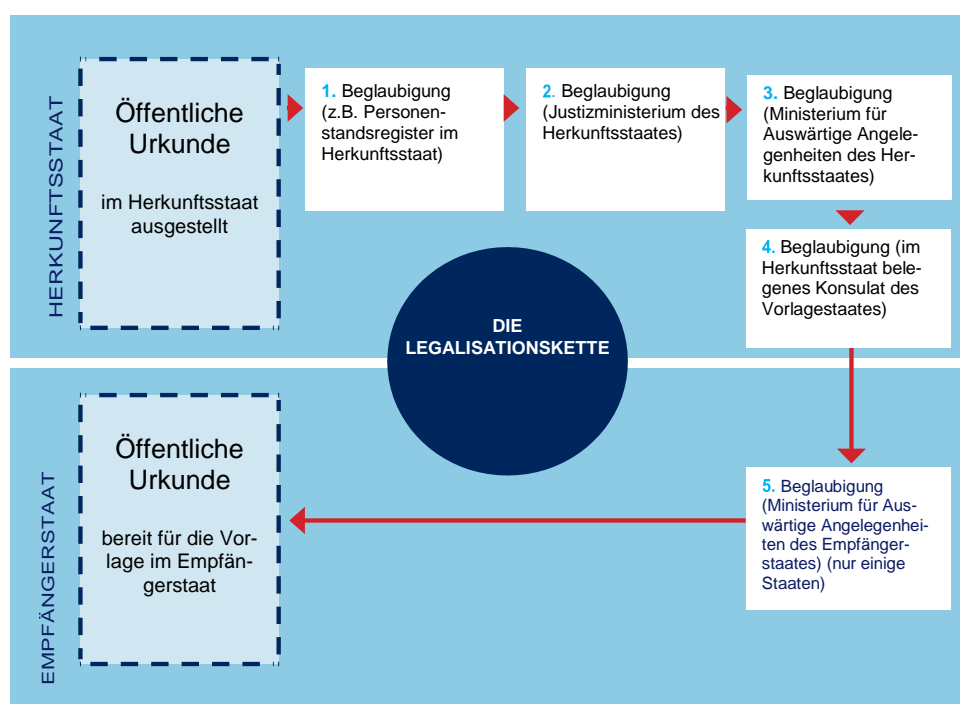 HERKUNFTSSTAAT
Öffentliche
Urkunde
im Herkunftsstaat
ausgestellt
1. Beglaubigung
(z.B. Personen-
standsregister im
Herkunftsstaat)
2. Beglaubigung
(Justizministerium des
Herkunftsstaates)
3. Beglaubigung
(Ministerium für
Auswärtige Angele-
genheiten des Her-
kunftsstaates)
4. Beglaubigung (im
Herkunftsstaat bele-
genes Konsulat des
Vorlagestaates)
DIE
LEGALISATIONSKETTE
EMPFÄNGERSTAAT
5. Beglaubigung
(Ministerium für Aus-
wärtige Angelegenhei-
ten des Empfänger-
staates) (nur einige
Staaten)
Öffentliche
Urkunde
bereit für die Vor-
lage im Empfän-
gerstaat